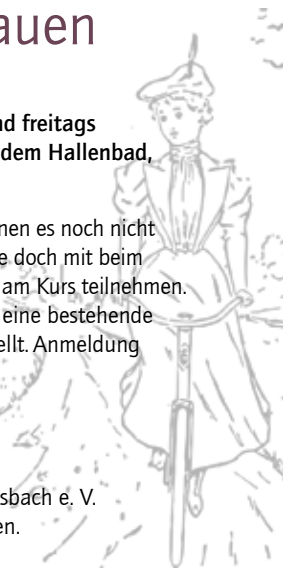 auen
nd freitags
dem Hallenbad,
nen es noch nicht
e doch mit beim
am Kurs teilnehmen.
eine bestehende
ellt. Anmeldung
sbach e. V.
en.